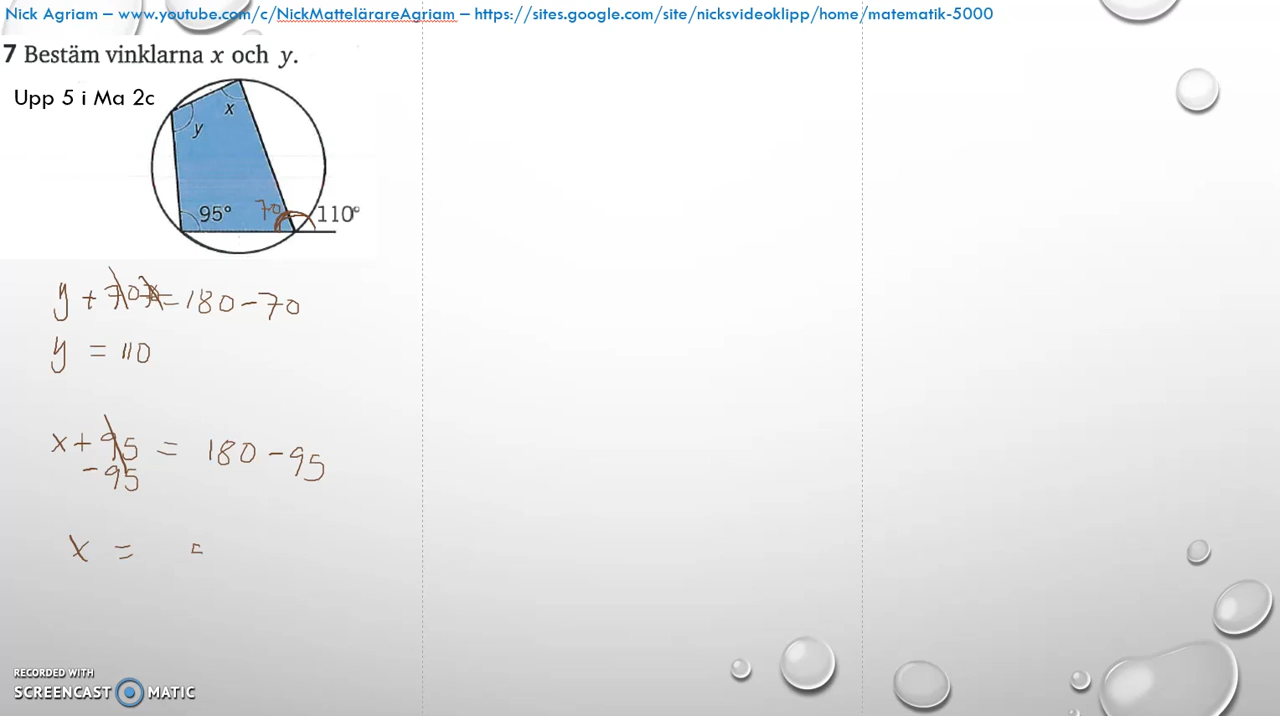 Nick Agriam – www.youtube.com/c/NickMattelärareAgriam – https://sites.google.com/site/nicksvideoklipp/home/matematik-5000
7 Bestäm vinklarna x och y.
Upp 5 i Ma 2c
x
y
95° 70 110°
y + 70 = 180 - 70
y = 110
x + 95 = 180 - 95
- 95
x =
RECORDED WITH
SCREENCAST MATIC